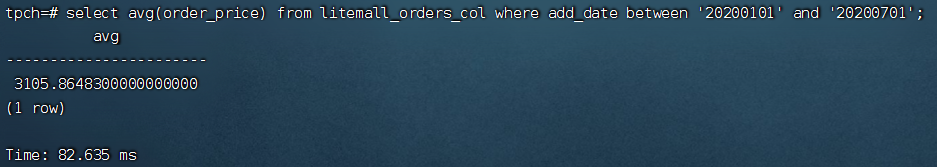 tpch=# select avg(order_price) from litemall_orders_col where add_date between '20200101' and '20200701';
avg
-----------------------
3105.8648300000000000
(1 row)
Time: 82.635 ms